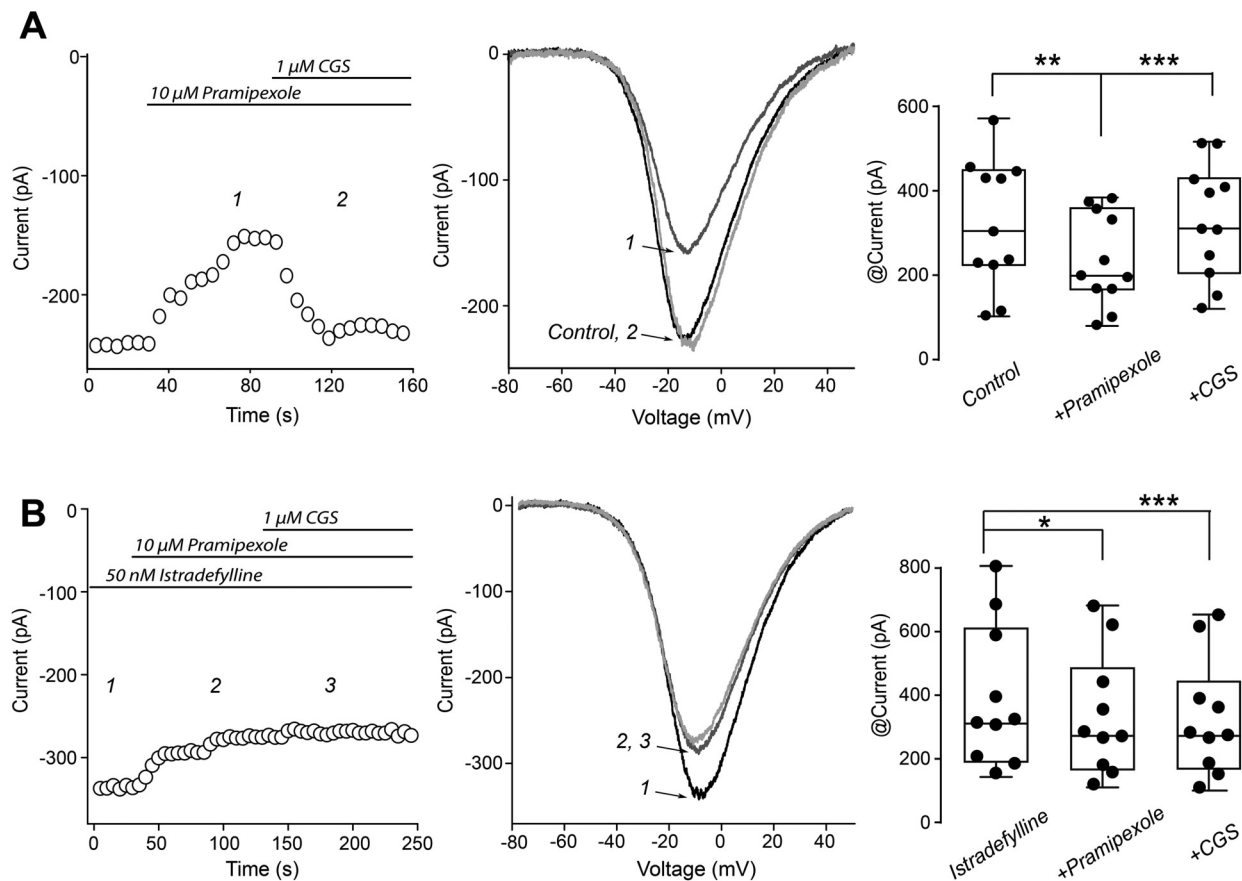 A
0
-100
-200
Current (pA)
1 µM CGS
10 µM Pramipexole
1
2
0 40 80 120 160
Time (s)
0
-100
-200
Current (pA)
1
Control, 2
-80 -60 -40 -20 0 20 40
Voltage (mV)
** ***
600
400
200
0
@Current (pA)
Control
+Pramipexole
+CGS
B
0
-100
-200
-300
Current (pA)
1 µM CGS
10 µM Pramipexole
50 nM Istradefylline
1
2
3
0 50 100 150 200 250
Time (s)
0
-100
-200
-300
Current (pA)
2, 3
1
-80 -60 -40 -20 0 20 40
Voltage (mV)
***
*
800
600
400
200
0
@Current (pA)
Istradefylline
+Pramipexole
+CGS